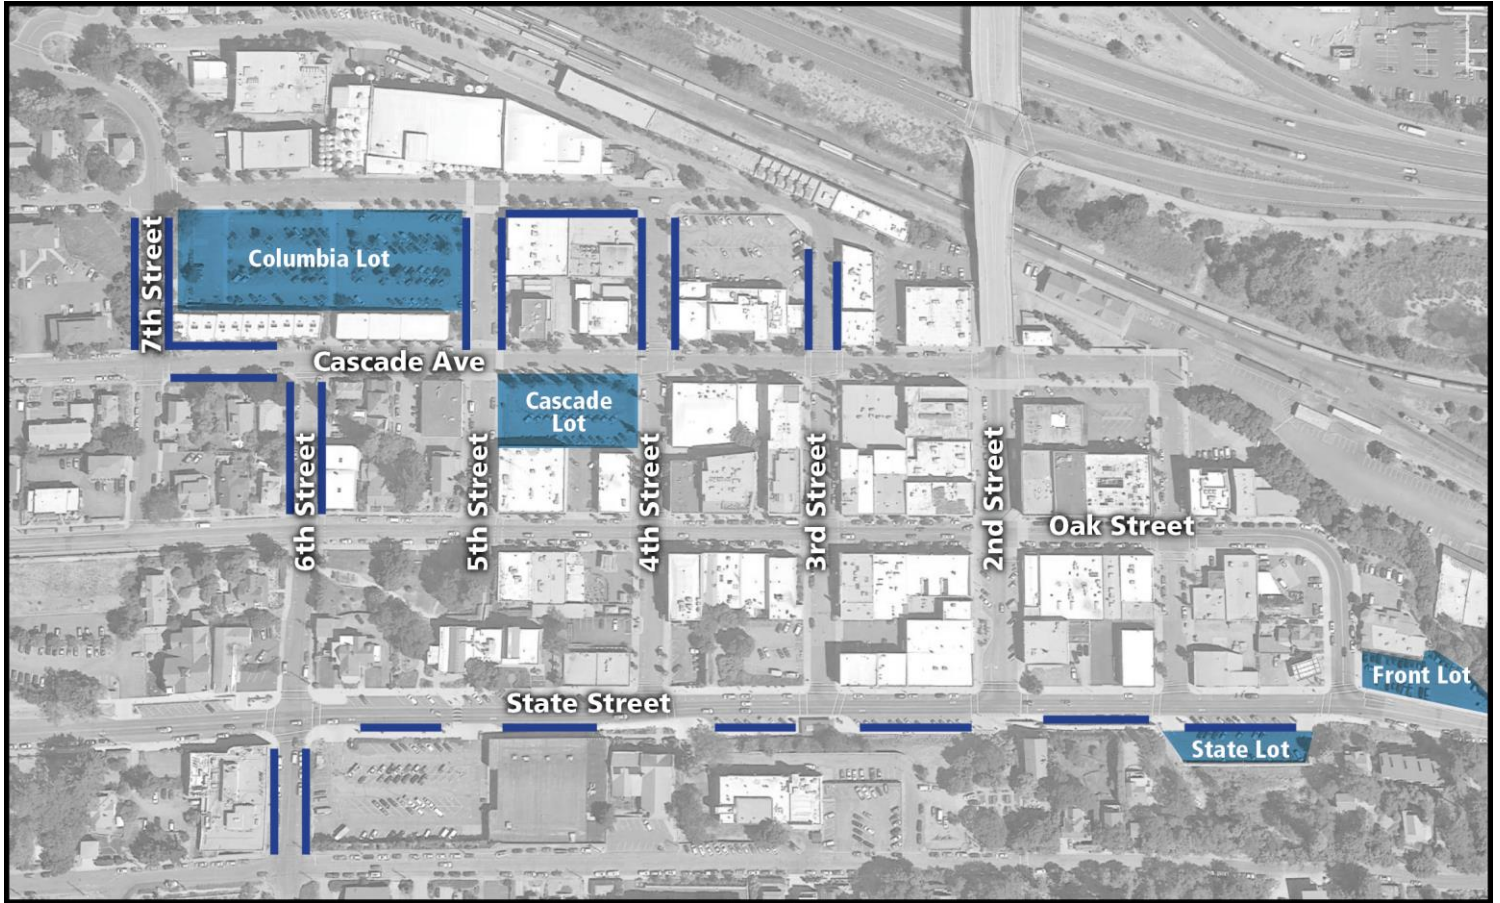 7th Street
Columbia Lot
Cascade Ave
Cascade
Lot
6th Street
5th Street
4th Street
3rd Street
2nd Street
Oak Street
State Street
Front Lot
State Lot